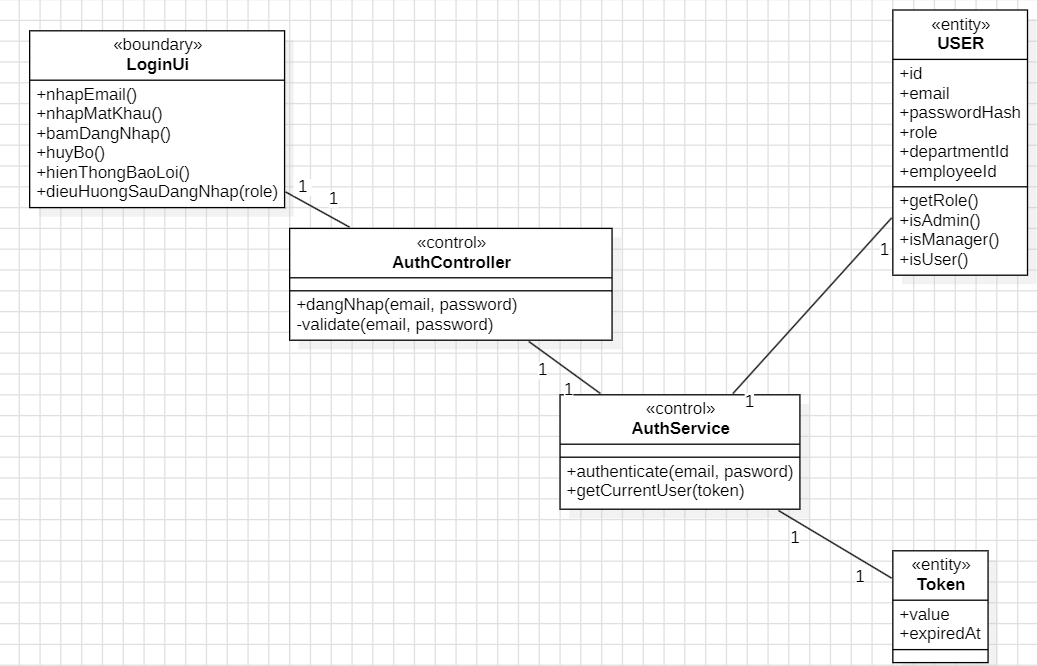 «boundary»
LoginUi
+nhapEmail()
+nhapMatKhau()
+bamDangNhap()
+huyBo()
+hienThongBaoLoi()
+dieuHuongSauDangNhap(role)
1
1
«entity»
USER
+id
+email
+passwordHash
+role
+departmentId
+employeeId
+getRole()
+isAdmin()
+isManager()
+isUser()
1
«control»
AuthController
+dangNhap(email, password)
-validate(email, password)
1
1
1
«control»
AuthService
+authenticate(email, pasword)
+getCurrentUser(token)
1
1
«entity»
Token
+value
+expiredAt